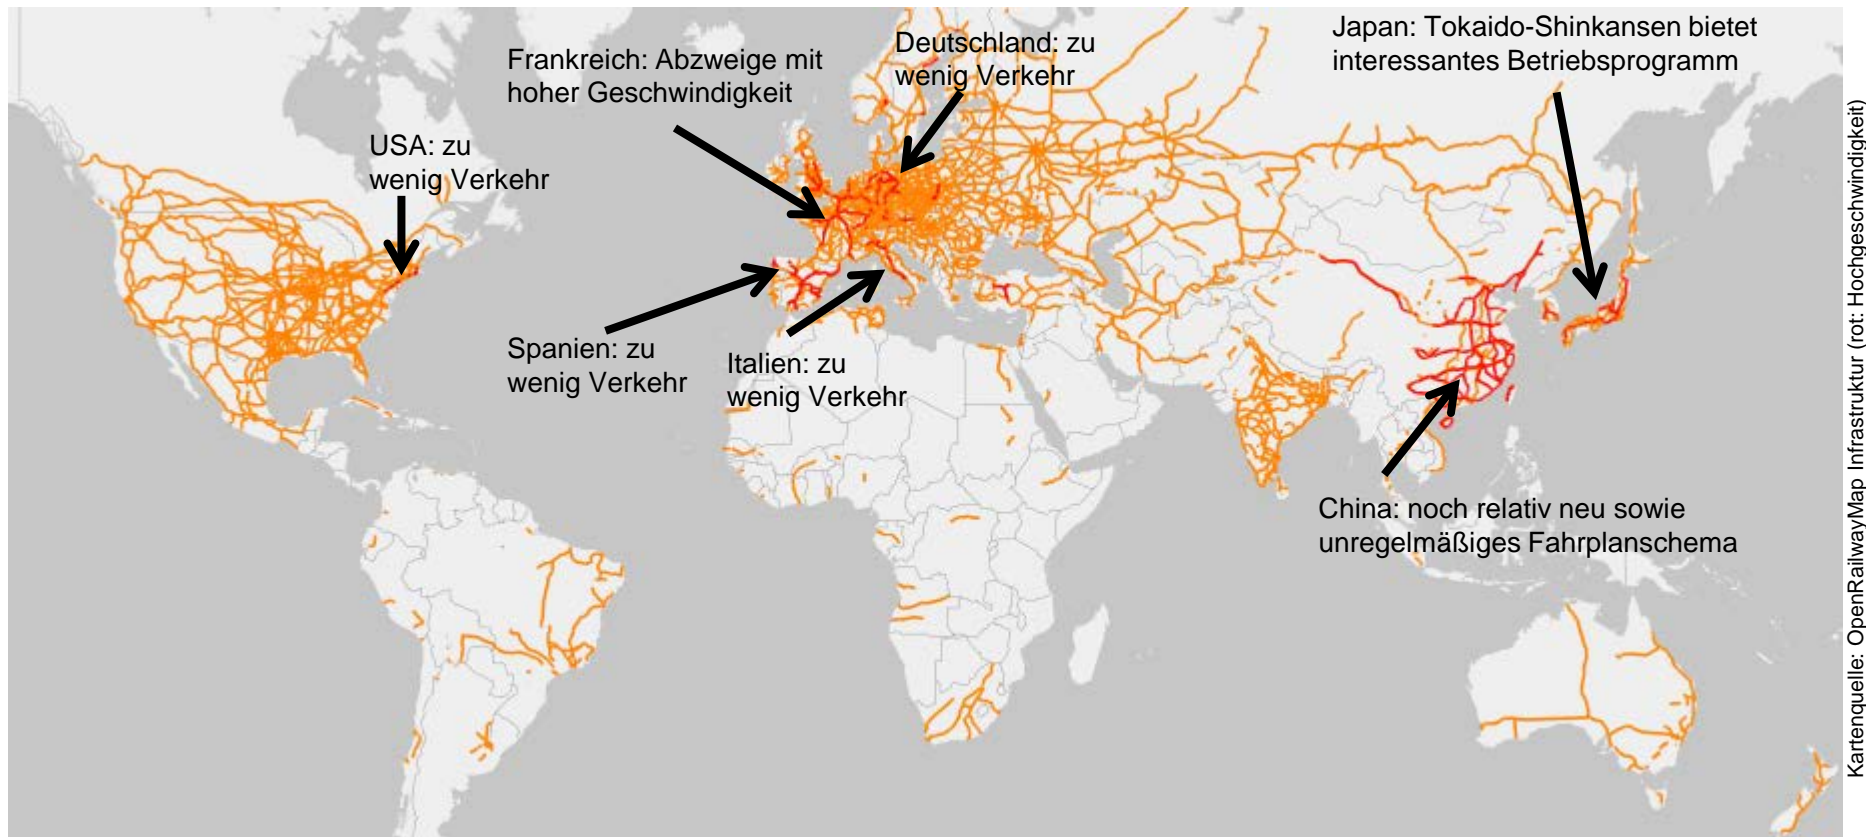 Japan: Tokaido-Shinkansen bietet
interessantes Betriebsprogramm
Deutschland: zu
wenig Verkehr
Frankreich: Abzweige mit
hoher Geschwindigkeit
USA: zu
wenig Verkehr
Spanien: zu
wenig Verkehr
Italien: zu
wenig Verkehr
China: noch relativ neu sowie
unregelmäßiges Fahrplanschema
Kartenquelle: OpenRailwayMap Infrastruktur (rot: Hochgeschwindigkeit)